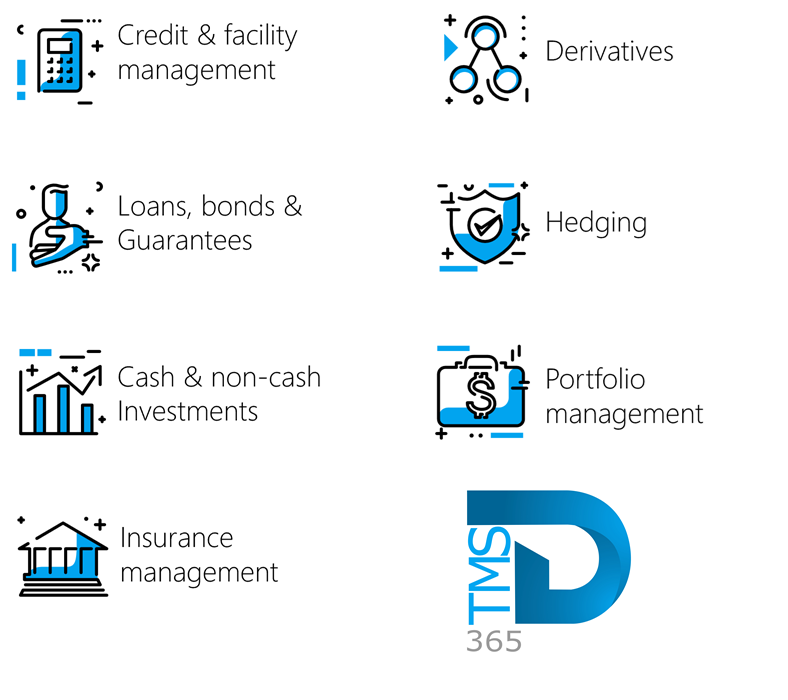 Credit & facility
management
Derivatives
Loans, bonds &
Guarantees
Hedging
Cash & non-cash
Investments
Portfolio
management
Insurance
management
TMS
365